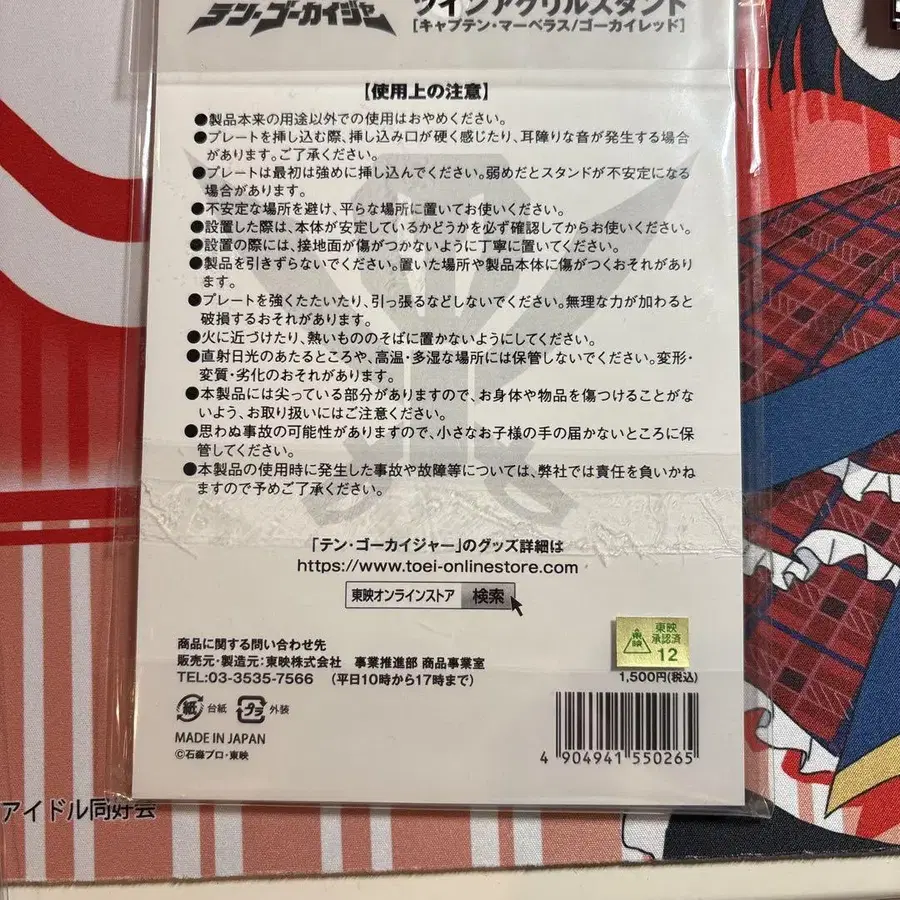 テン・ゴーカイジャー
ツインアクリルスタンド
[キャプテン・マーベラス/ゴーカイレッド]
【使用上の注意】
●製品本来の用途以外での使用はおやめください。
●プレートを挿し込む際、挿し込み口が硬く感じたり、耳障りな音が発生する場合
があります。ご了承ください。
●プレートは最初は強めに挿し込んでください。弱めだとスタンドが不安定になる
場合があります。
●不安定な場所を避け、平らな場所に置いてお使いください。
●設置した際は、本体が安定しているかどうかを必ず確認してからお使いください。
●設置の際には、接地面が傷がつかないように丁寧に置いてください。
●製品を引きずらないでください。置いた場所や製品本体に傷がつくおそれがあり
ます。
●プレートを強くたたいたり、引っ張るなどしないでください。無理な力が加わると
破損するおそれがあります。
●火に近づけたり、熱いもののそばに置かないようにしてください。
●直射日光のあたるところや、高温・多湿な場所には保管しないでください。変形・
変質・劣化のおそれがあります。
●本製品には尖っている部分がありますので、お身体や物品を傷つけることがな
いよう、お取り扱いにはご注意ください。
●思わぬ事故の可能性がありますので、小さなお子様の手の届かないところに保
管してください。
●本製品の使用時に発生した事故や故障等については、弊社では責任を負いかね
ますので予めご了承ください。
「テン・ゴーカイジャー」のグッズ詳細は
https://www.toei-onlinestore.com
東映オンラインストア 検索
商品に関する問い合わせ先
販売元・製造元:東映株式会社 事業推進部 商品事業室
TEL:03-3535-7566 (平日10時から17時まで)
紙 台紙 プラ 外装
MADE IN JAPAN
©石森プロ・東映
東映
東映
承認済
12
1,500円(税込)
4 904941 550265
アイドル同好会